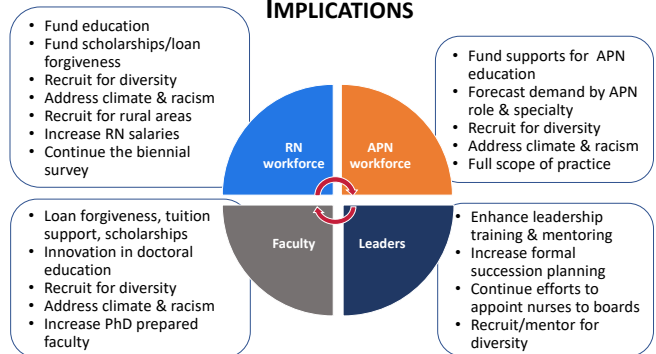 IMPLICATIONS
• Fund education
• Fund scholarships/loan
forgiveness
• Recruit for diversity
• Address climate & racism
• Recruit for rural areas
• Increase RN salaries
• Continue the biennial
survey
• Fund supports for APN
education
• Forecast demand by APN
role & specialty
• Recruit for diversity
• Address climate & racism
• Full scope of practice
RN
workforce
APN
workforce
Faculty
Leaders
• Loan forgiveness, tuition
support, scholarships
• Innovation in doctoral
education
• Recruit for diversity
• Address climate & racism
• Increase PhD prepared
faculty
• Enhance leadership
training & mentoring
• Increase formal
succession planning
• Continue efforts to
appoint nurses to boards
• Recruit/mentor for
diversity